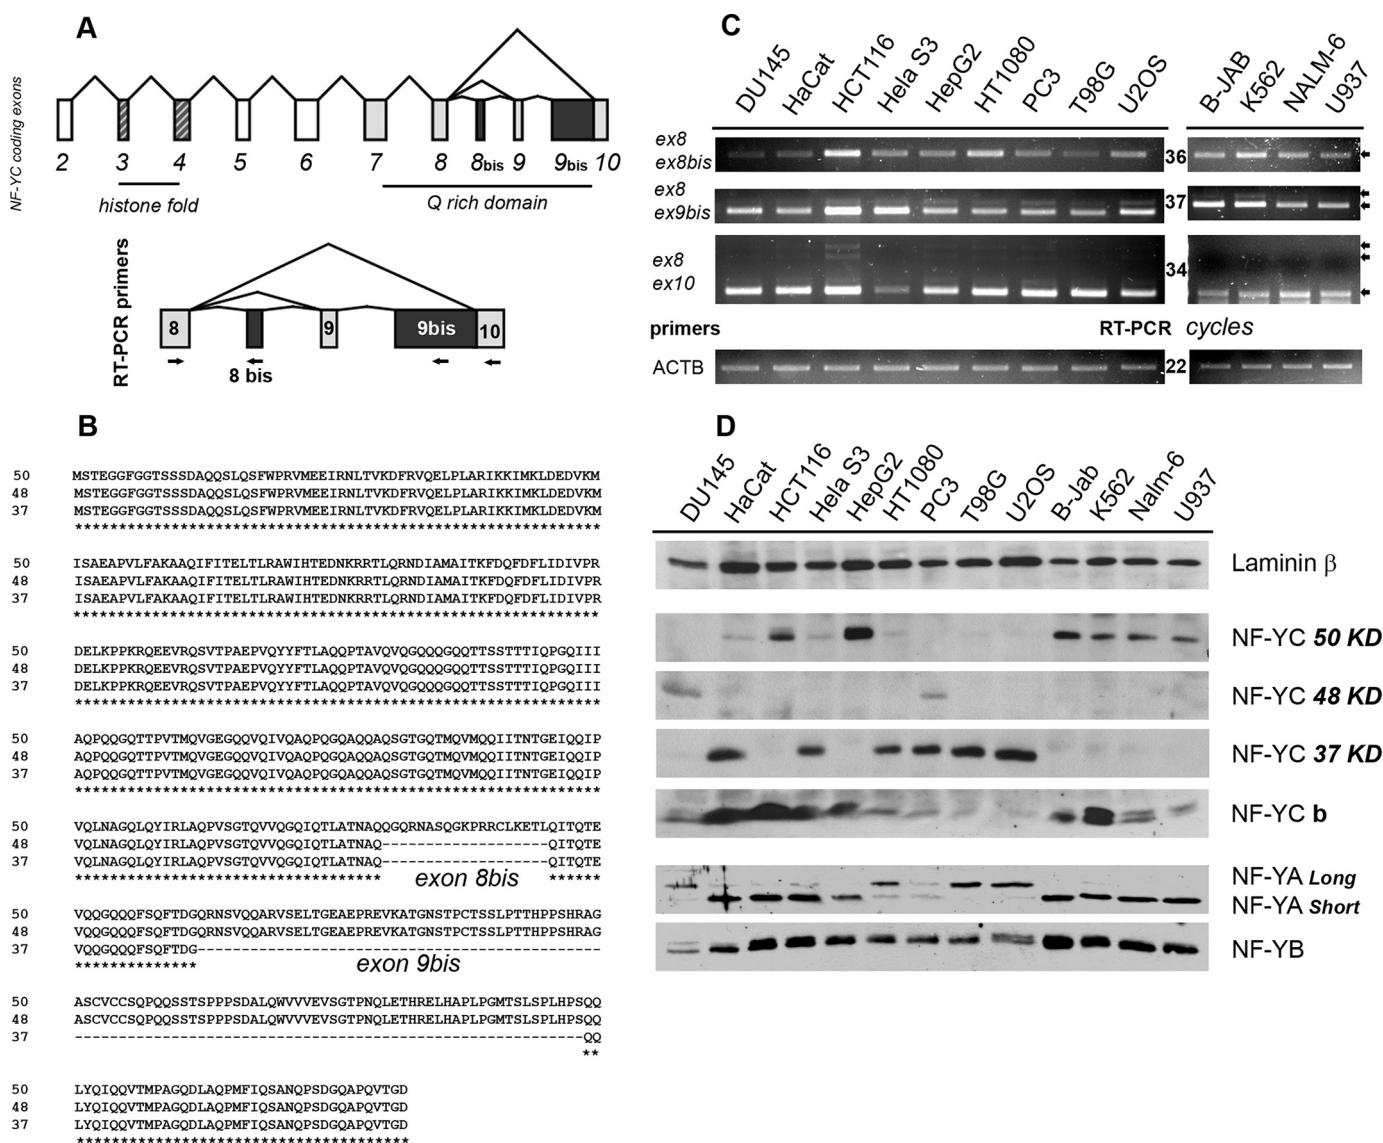 A
NF-YC coding exons
2 3 4 5 6 7 8 8bis 9 9bis 10
histone fold
Q rich domain
RT-PCR primers
8 9 9bis 10
8 bis
B
50 MSTEGGFGGTSSSDAQQSLQSFWPRVMEEIRNLTVKDFRVQELPLARIKKIMKLDEDVKM
48 MSTEGGFGGTSSSDAQQSLQSFWPRVMEEIRNLTVKDFRVQELPLARIKKIMKLDEDVKM
37 MSTEGGFGGTSSSDAQQSLQSFWPRVMEEIRNLTVKDFRVQELPLARIKKIMKLDEDVKM
************************************************************
50 ISAEAPVLFAKAAQIFITELTLRAWIHTEDNKRRTLQRNDIAMAITKFDQFDFLIDIVPR
48 ISAEAPVLFAKAAQIFITELTLRAWIHTEDNKRRTLQRNDIAMAITKFDQFDFLIDIVPR
37 ISAEAPVLFAKAAQIFITELTLRAWIHTEDNKRRTLQRNDIAMAITKFDQFDFLIDIVPR
************************************************************
50 DELKPPKRQEEVRQSVTPAEPVQYYFTLAQQPTAVQVQGQQQGQQTTSSTTTIQPGQIII
48 DELKPPKRQEEVRQSVTPAEPVQYYFTLAQQPTAVQVQGQQQGQQTTSSTTTIQPGQIII
37 DELKPPKRQEEVRQSVTPAEPVQYYFTLAQQPTAVQVQGQQQGQQTTSSTTTIQPGQIII
************************************************************
50 AQPQQGQTTPVTMQVGEGQQVQIVQAQPQGQAQQAQSGTGQTMQVMQQIITNTGEIQQIP
48 AQPQQGQTTPVTMQVGEGQQVQIVQAQPQGQAQQAQSGTGQTMQVMQQIITNTGEIQQIP
37 AQPQQGQTTPVTMQVGEGQQVQIVQAQPQGQAQQAQSGTGQTMQVMQQIITNTGEIQQIP
************************************************************
50 VQLNAGQLQYIRLAQPVSGTQVVQGQIQTLATNAQQGQRNASQGKPRRCLKETLQITQTE
48 VQLNAGQLQYIRLAQPVSGTQVVQGQIQTLATNAQ-------------------QITQTE
37 VQLNAGQLQYIRLAQPVSGTQVVQGQIQTLATNAQ-------------------QITQTE
*********************************** exon 8bis ******
50 VQQGQQQFSQFTDGQRNSVQQARVSELTGEAEPREVKATGNSTPCTSSLPTTHPPSHRAG
48 VQQGQQQFSQFTDGQRNSVQQARVSELTGEAEPREVKATGNSTPCTSSLPTTHPPSHRAG
37 VQQGQQQFSQFTDG----------------------------------------------
************** exon 9bis
50 ASCVCCSQPQQSSTSPPPSDALQWVVVEVSGTPNQLETHRELHAPLPGMTSLSPLHPSQQ
48 ASCVCCSQPQQSSTSPPPSDALQWVVVEVSGTPNQLETHRELHAPLPGMTSLSPLHPSQQ
37 ----------------------------------------------------------QQ
**
50 LYQIQQVTMPAGQDLAQPMFIQSANQPSDGQAPQVTGD
48 LYQIQQVTMPAGQDLAQPMFIQSANQPSDGQAPQVTGD
37 LYQIQQVTMPAGQDLAQPMFIQSANQPSDGQAPQVTGD
**************************************
C
DU145 HaCat HCT116 Hela S3 HepG2 HT1080 PC3 T98G U2OS B-JAB K562 NALM-6 U937
ex8
ex8bis 36
ex8
ex9bis 37
ex8
ex10 34
primers RT-PCR cycles
ACTB 22
D
DU145 HaCat HCT116 Hela S3 HepG2 HT1080 PC3 T98G U2OS B-Jab K562 Nalm-6 U937
Laminin β
NF-YC 50 KD
NF-YC 48 KD
NF-YC 37 KD
NF-YC b
NF-YA Long
NF-YA Short
NF-YB